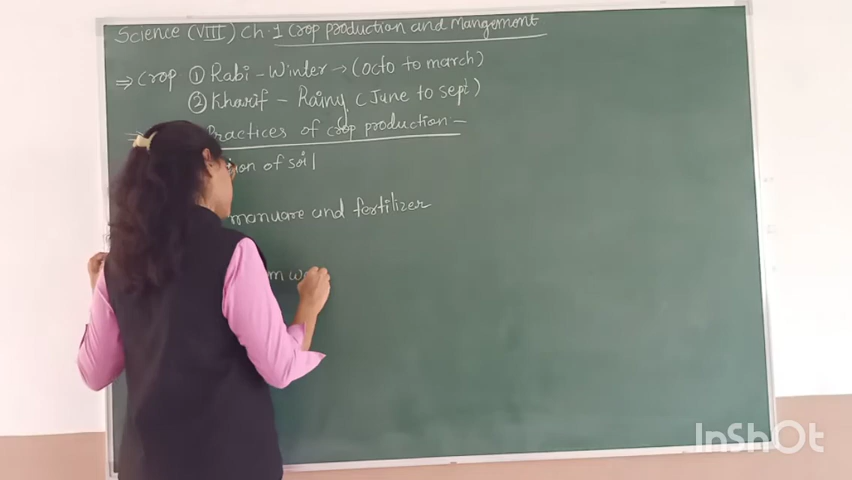 Science (VIII) Ch.1 Crop production and Mangement
⇒ Crop ① Rabi - Winter → (Octo to march)
② Kharif - Rainy (June to sept)
Practices of crop production -
of soil
manuare and fertilizer
InShOt